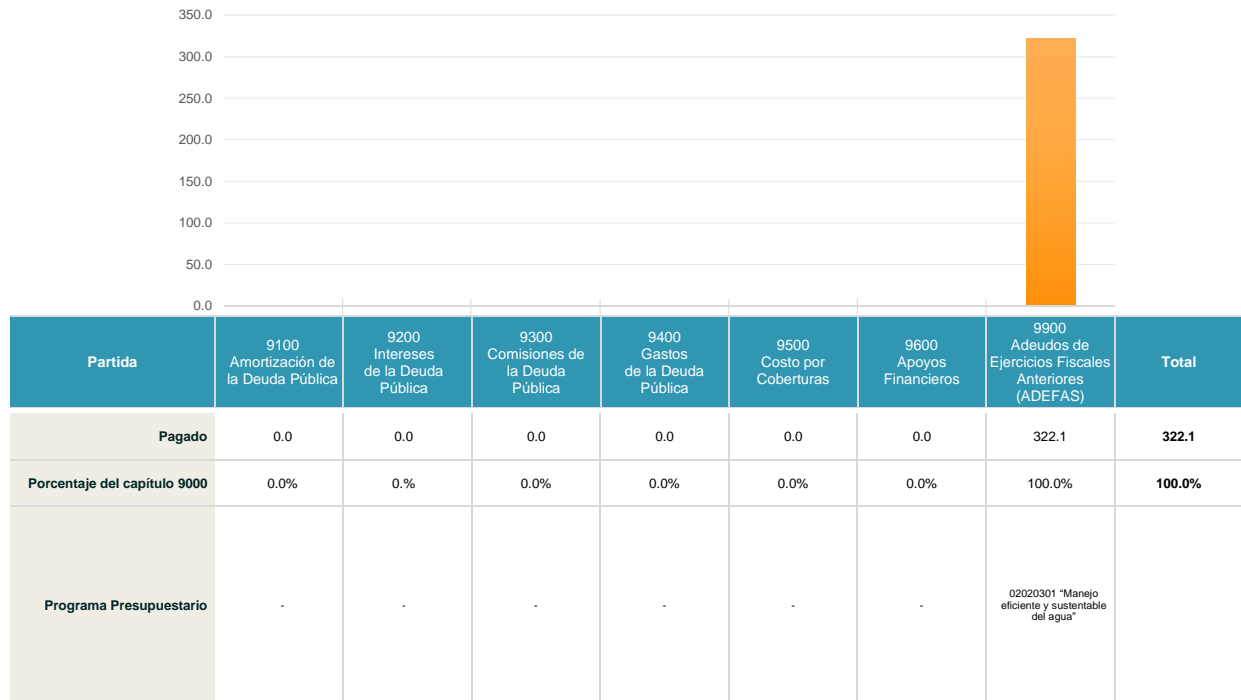 350.0
300.0
250.0
200.0
150.0
100.0
50.0
0.0
Partida
9100
Amortización de
la Deuda Pública
9200
Intereses
de la Deuda
Pública
9300
Comisiones de
la Deuda
Pública
9400
Gastos
de la Deuda
Pública
9500
Costo por
Coberturas
9600
Apoyos
Financieros
9900
Adeudos de
Ejercicios Fiscales
Anteriores
(ADEFAS)
Total
Pagado 0.0 0.0 0.0 0.0 0.0 0.0 322.1 322.1
Porcentaje del capítulo 9000 0.0% 0.% 0.0% 0.0% 0.0% 0.0% 100.0% 100.0%
Programa Presupuestario - - - - - -
02020301 “Manejo
eficiente y sustentable
del agua”